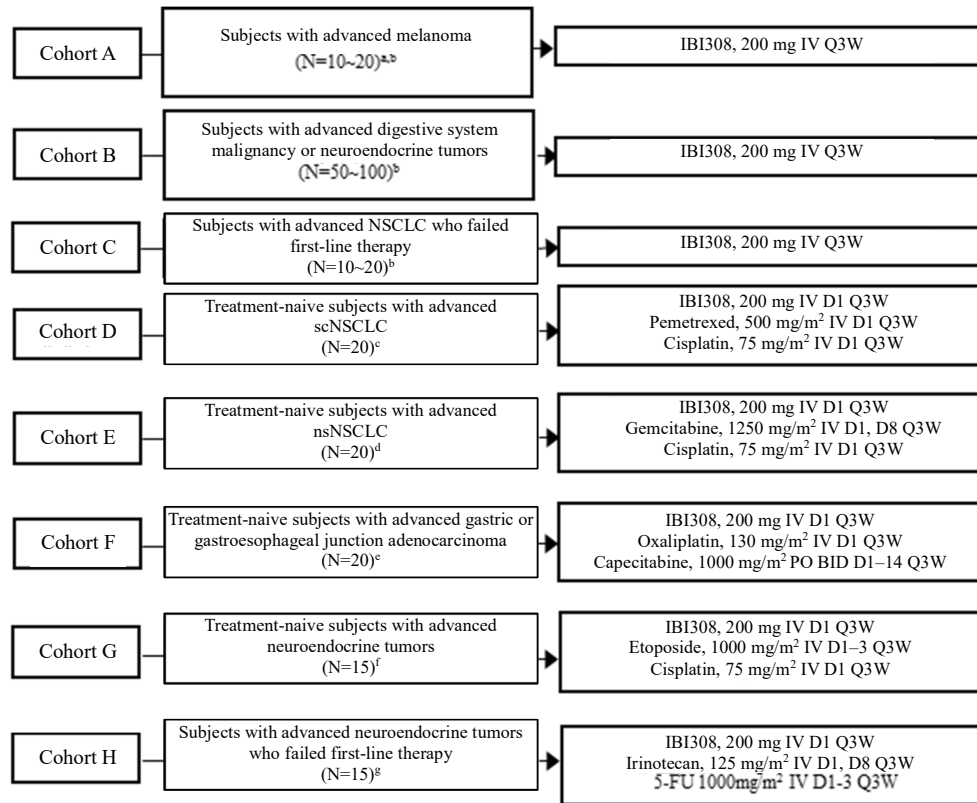 Cohort A
Subjects with advanced melanoma
(N=10~20)a,b
IBI308, 200 mg IV Q3W
Cohort B
Subjects with advanced digestive system
malignancy or neuroendocrine tumors
(N=50~100)b
IBI308, 200 mg IV Q3W
Cohort C
Subjects with advanced NSCLC who failed
first-line therapy
(N=10~20)b
IBI308, 200 mg IV Q3W
Cohort D
Treatment-naive subjects with advanced
scNSCLC
(N=20)c
IBI308, 200 mg IV D1 Q3W
Pemetrexed, 500 mg/m2 IV D1 Q3W
Cisplatin, 75 mg/m2 IV D1 Q3W
Cohort E
Treatment-naive subjects with advanced
nsNSCLC
(N=20)d
IBI308, 200 mg IV D1 Q3W
Gemcitabine, 1250 mg/m2 IV D1, D8 Q3W
Cisplatin, 75 mg/m2 IV D1 Q3W
Cohort F
Treatment-naive subjects with advanced gastric or
gastroesophageal junction adenocarcinoma
(N=20)e
IBI308, 200 mg IV D1 Q3W
Oxaliplatin, 130 mg/m2 IV D1 Q3W
Capecitabine, 1000 mg/m2 PO BID D1–14 Q3W
Cohort G
Treatment-naive subjects with advanced
neuroendocrine tumors
(N=15)f
IBI308, 200 mg IV D1 Q3W
Etoposide, 1000 mg/m2 IV D1–3 Q3W
Cisplatin, 75 mg/m2 IV D1 Q3W
Cohort H
Subjects with advanced neuroendocrine tumors
who failed first-line therapy
(N=15)g
IBI308, 200 mg IV D1 Q3W
Irinotecan, 125 mg/m2 IV D1, D8 Q3W
5-FU 1000mg/m2 IV D1-3 Q3W